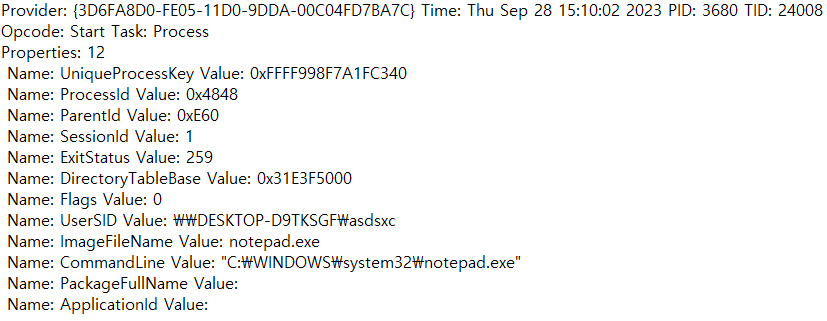 Provider: {3D6FA8D0-FE05-11D0-9DDA-00C04FD7BA7C} Time: Thu Sep 28 15:10:02 2023 PID: 3680 TID: 24008
Opcode: Start Task: Process
Properties: 12
Name: UniqueProcessKey Value: 0xFFFF998F7A1FC340
Name: ProcessId Value: 0x4848
Name: ParentId Value: 0xE60
Name: SessionId Value: 1
Name: ExitStatus Value: 259
Name: DirectoryTableBase Value: 0x31E3F5000
Name: Flags Value: 0
Name: UserSID Value: ₩₩DESKTOP-D9TKSGF₩asdsxc
Name: ImageFileName Value: notepad.exe
Name: CommandLine Value: "C:₩WINDOWS₩system32₩notepad.exe"
Name: PackageFullName Value:
Name: ApplicationId Value: